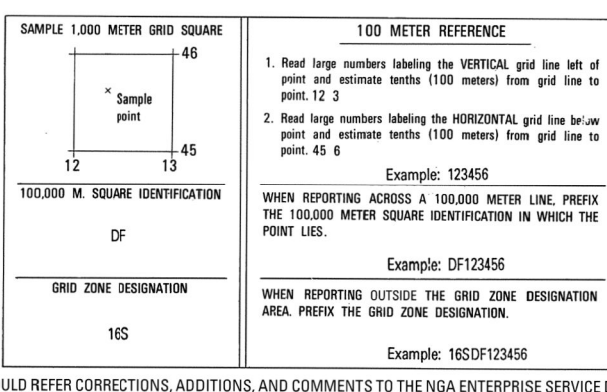 SAMPLE 1,000 METER GRID SQUARE
46
× Sample
point
45
12 13
100,000 M. SQUARE IDENTIFICATION
DF
GRID ZONE DESIGNATION
16S
100 METER REFERENCE
1. Read large numbers labeling the VERTICAL grid line left of
point and estimate tenths (100 meters) from grid line to
point. 12 3
2. Read large numbers labeling the HORIZONTAL grid line below
point and estimate tenths (100 meters) from grid line to
point. 45 6
Example: 123456
WHEN REPORTING ACROSS A 100,000 METER LINE, PREFIX
THE 100,000 METER SQUARE IDENTIFICATION IN WHICH THE
POINT LIES.
Example: DF123456
WHEN REPORTING OUTSIDE THE GRID ZONE DESIGNATION
AREA. PREFIX THE GRID ZONE DESIGNATION.
Example: 16SDF123456
ULD REFER CORRECTIONS, ADDITIONS, AND COMMENTS TO THE NGA ENTERPRISE SERVICE